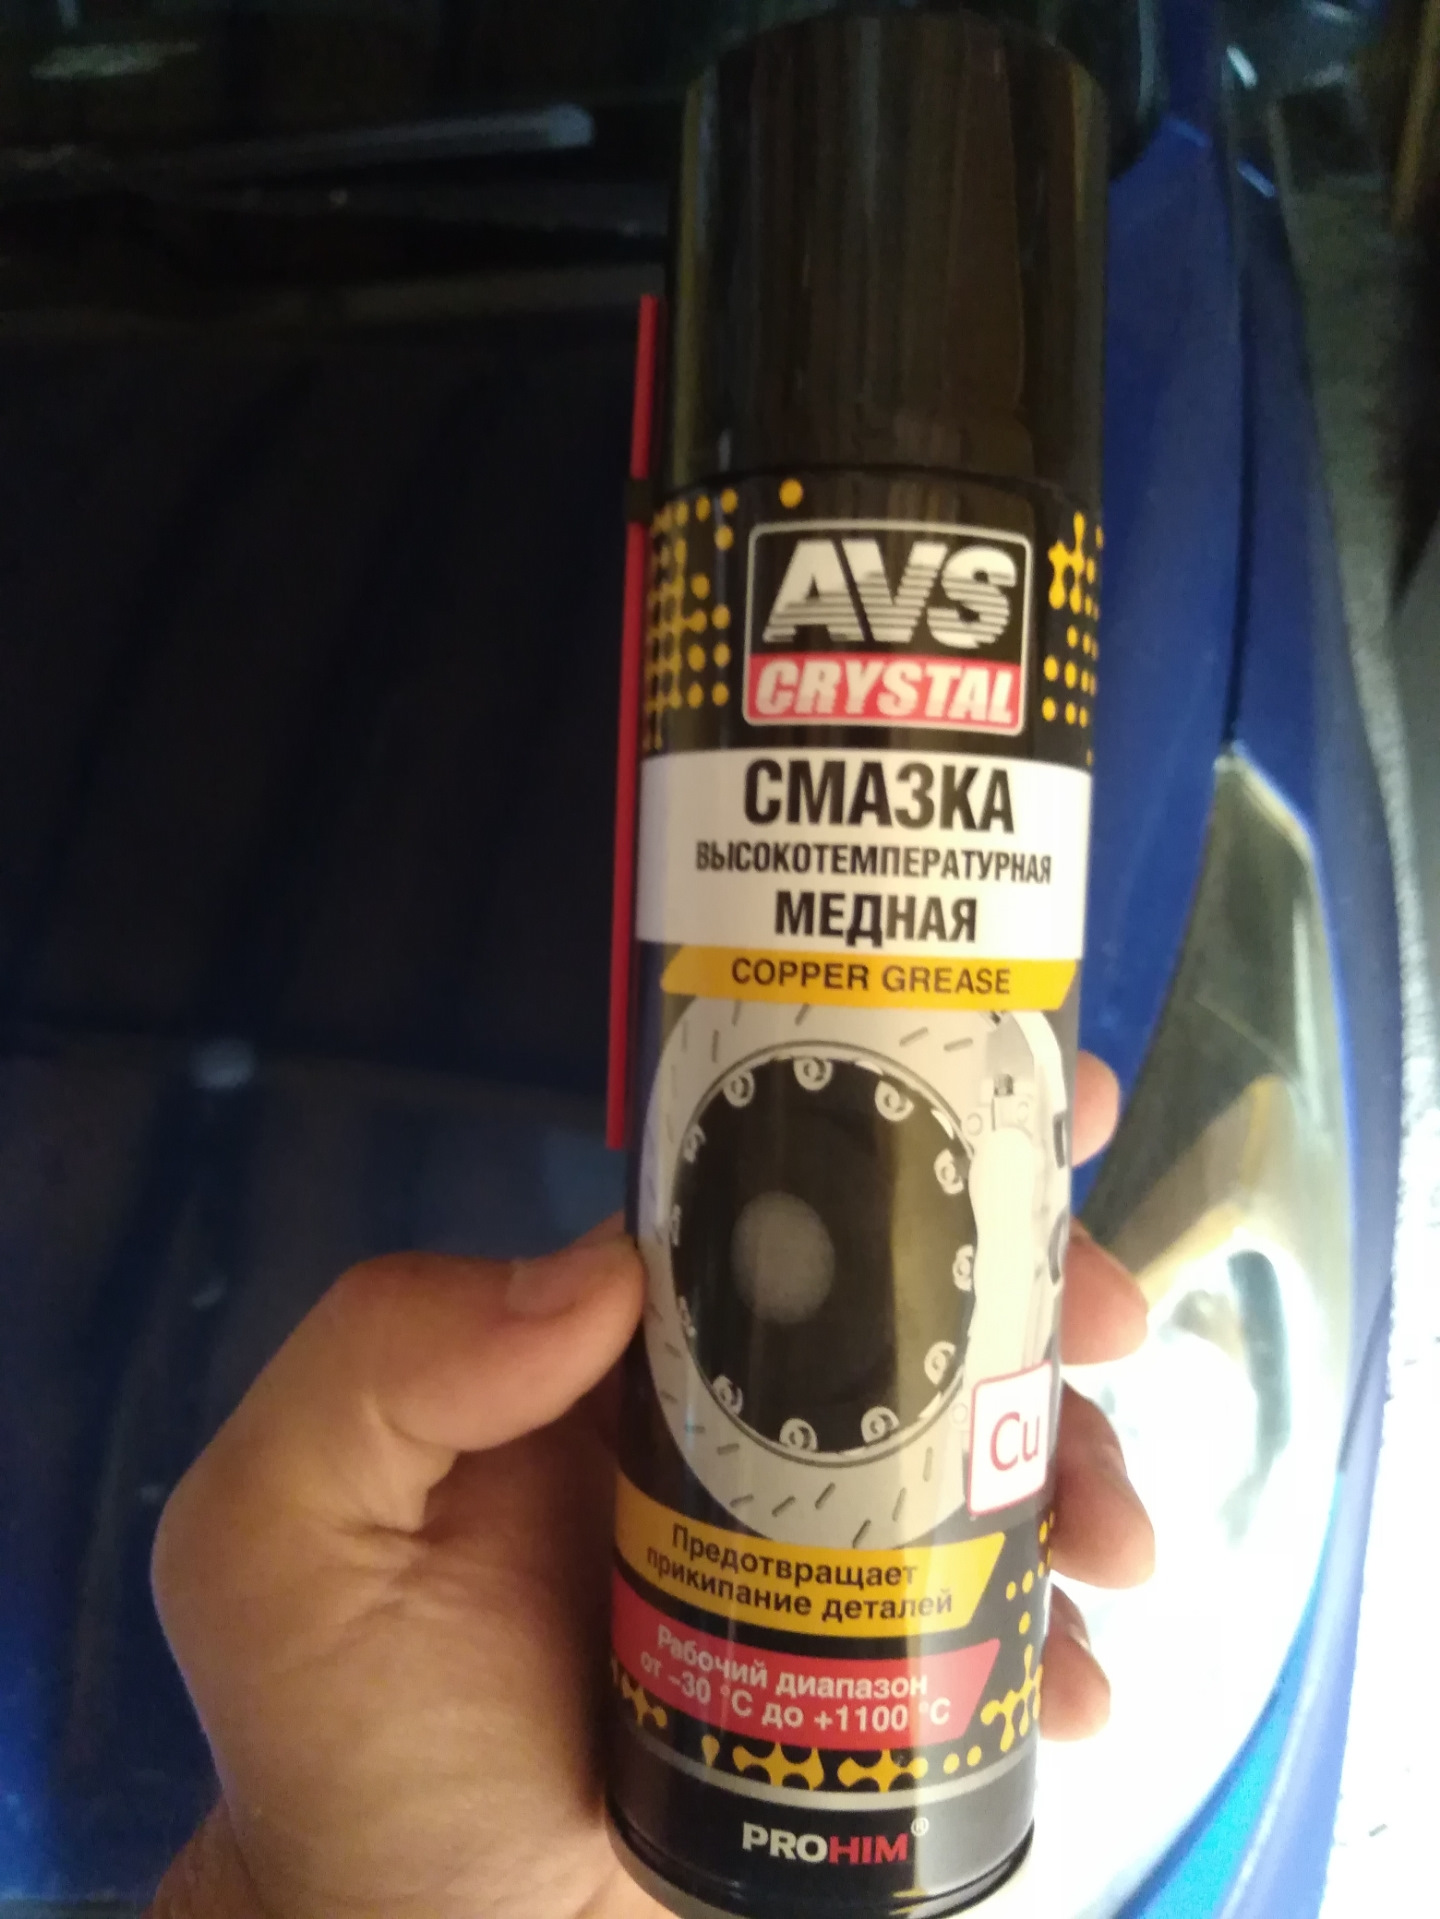 AVS
CRYSTAL
СМАЗКА
ВЫСОКОТЕМПЕРАТУРНАЯ
МЕДНАЯ
COPPER GREASE
Cu
Предотвращает
прикипание деталей
Рабочий диапазон
от -30 °C до +1100 °C
PROHIM®